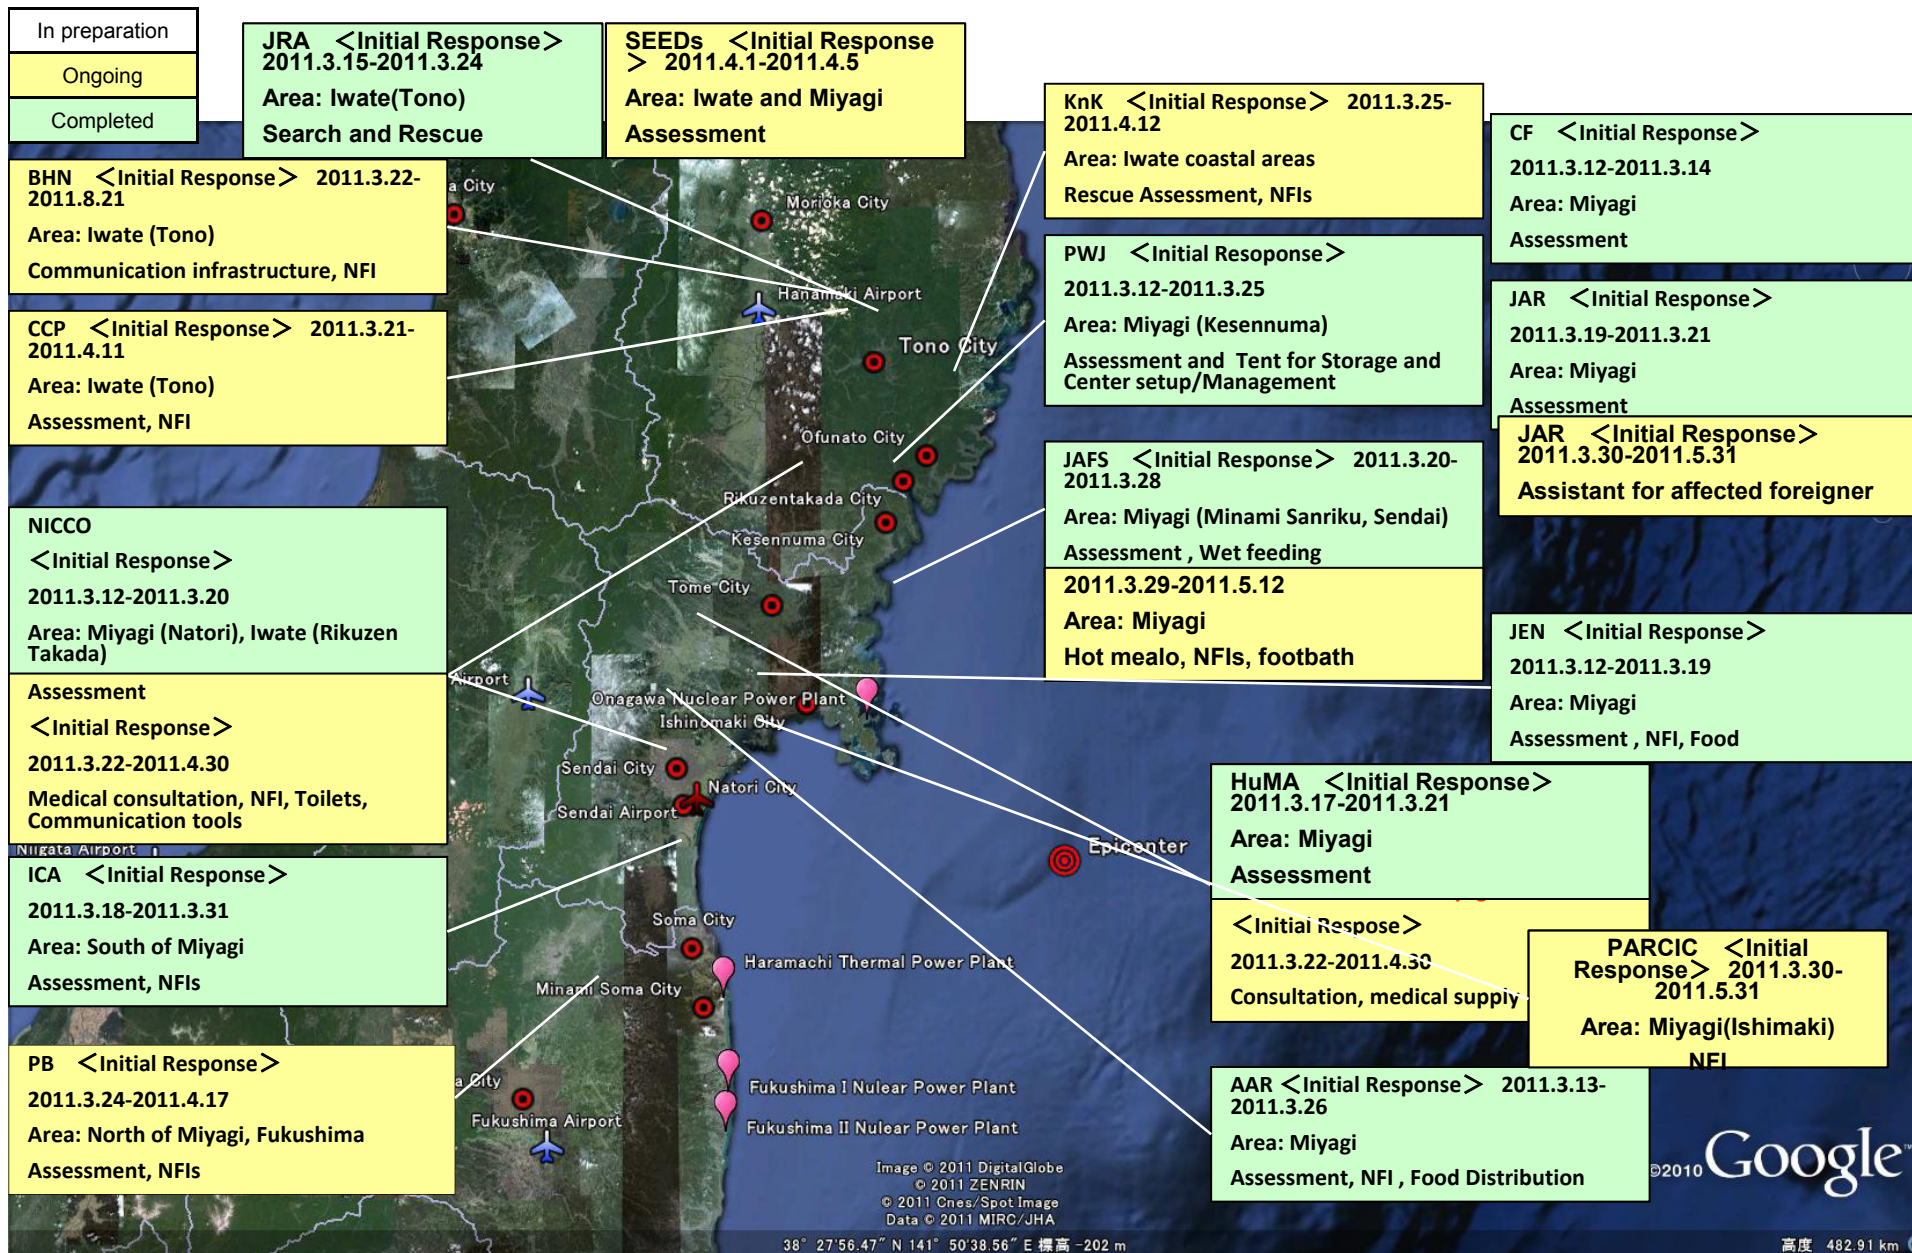 In preparation
Ongoing
Completed
JRA ＜Initial Response＞
2011.3.15-2011.3.24
Area: Iwate(Tono)
Search and Rescue
SEEDs ＜Initial Response
＞ 2011.4.1-2011.4.5
Area: Iwate and Miyagi
Assessment
KnK ＜Initial Response＞ 2011.3.25-
2011.4.12
Area: Iwate coastal areas
Rescue Assessment, NFIs
CF ＜Initial Response＞
2011.3.12-2011.3.14
Area: Miyagi
Assessment
BHN ＜Initial Response＞ 2011.3.22-
2011.8.21
Area: Iwate (Tono)
Communication infrastructure, NFI
PWJ ＜Initial Resoponse＞
2011.3.12-2011.3.25
Area: Miyagi (Kesennuma)
Assessment and Tent for Storage and
Center setup/Management
JAR ＜Initial Response＞
2011.3.19-2011.3.21
Area: Miyagi
Assessment
CCP ＜Initial Response＞ 2011.3.21-
2011.4.11
Area: Iwate (Tono)
Assessment, NFI
JAR ＜Initial Response＞
2011.3.30-2011.5.31
Assistant for affected foreigner
JAFS ＜Initial Response＞ 2011.3.20-
2011.3.28
Area: Miyagi (Minami Sanriku, Sendai)
Assessment , Wet feeding
2011.3.29-2011.5.12
Area: Miyagi
Hot mealo, NFIs, footbath
NICCO
＜Initial Response＞
2011.3.12-2011.3.20
Area: Miyagi (Natori), Iwate (Rikuzen
Takada)
Assessment
＜Initial Response＞
2011.3.22-2011.4.30
Medical consultation, NFI, Toilets,
Communication tools
JEN ＜Initial Response＞
2011.3.12-2011.3.19
Area: Miyagi
Assessment , NFI, Food
HuMA ＜Initial Response＞
2011.3.17-2011.3.21
Area: Miyagi
Assessment
＜Initial Respose＞
2011.3.22-2011.4.30
Consultation, medical supply
PARCIC ＜Initial
Response＞ 2011.3.30-
2011.5.31
Area: Miyagi(Ishimaki)
NFI
ICA ＜Initial Response＞
2011.3.18-2011.3.31
Area: South of Miyagi
Assessment, NFIs
PB ＜Initial Response＞
2011.3.24-2011.4.17
Area: North of Miyagi, Fukushima
Assessment, NFIs
AAR ＜Initial Response＞ 2011.3.13-
2011.3.26
Area: Miyagi
Assessment, NFI , Food Distribution
a City
Morioka City
Hanamaki Airport
Tono City
Ofunato City
Rikuzentakada City
Kesennuma City
Tome City
Airport
Onagawa Nuclear Power Plant
Ishinomaki City
Sendai City
Natori City
Sendai Airport
Niigata Airport
Epicenter
Soma City
Haramachi Thermal Power Plant
Minami Soma City
a City
Fukushima I Nulear Power Plant
Fukushima Airport
Fukushima II Nulear Power Plant
Image © 2011 DigitalGlobe
© 2011 ZENRIN
© 2011 Cnes/Spot Image
Data © 2011 MIRC/JHA
©2010 Google™
38° 27'56.47" N 141° 50'38.56" E 標高 -202 m
高度 482.91 km